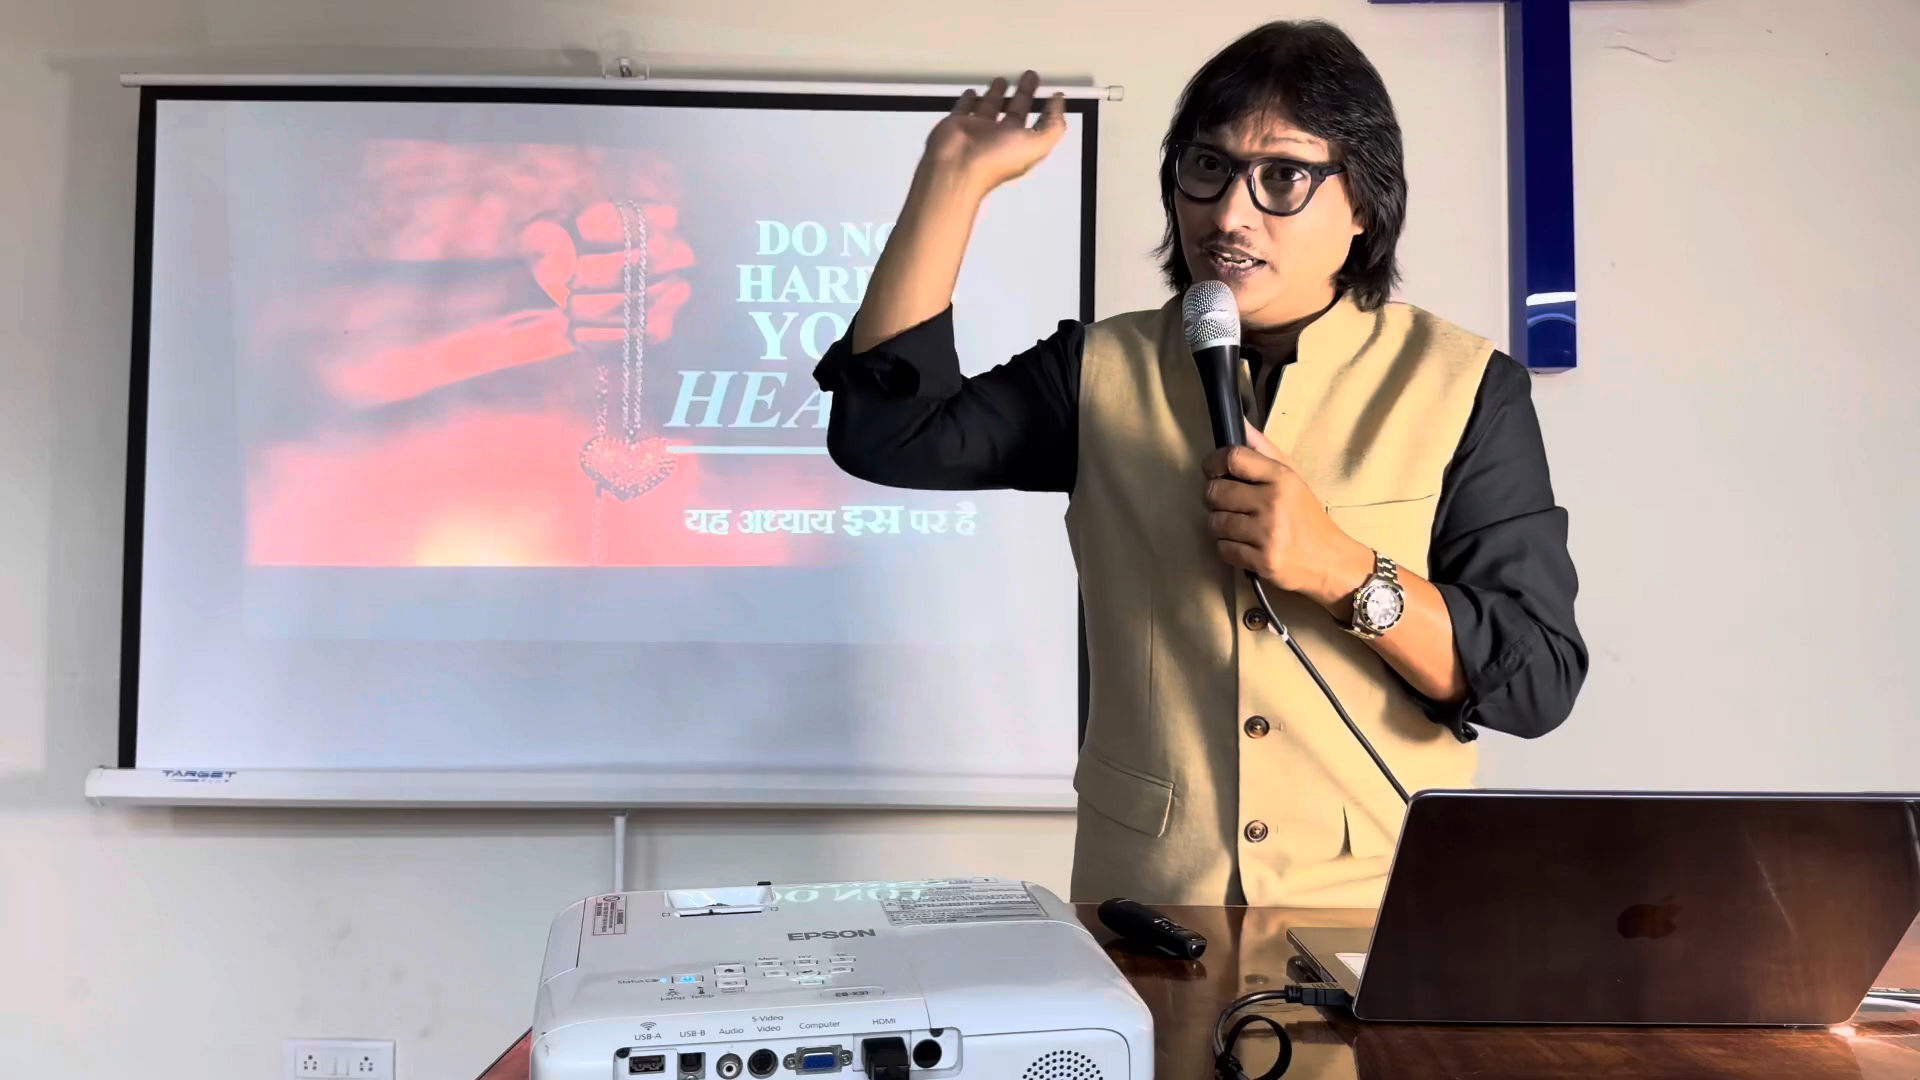 DO NO
HAR
YO
HEA
यह अध्याय इस पर है
TARGET
EPSON
Status
Lamp Temp
USB-A
USB-B
Audio
S-Video
Video
Computer
HDMI